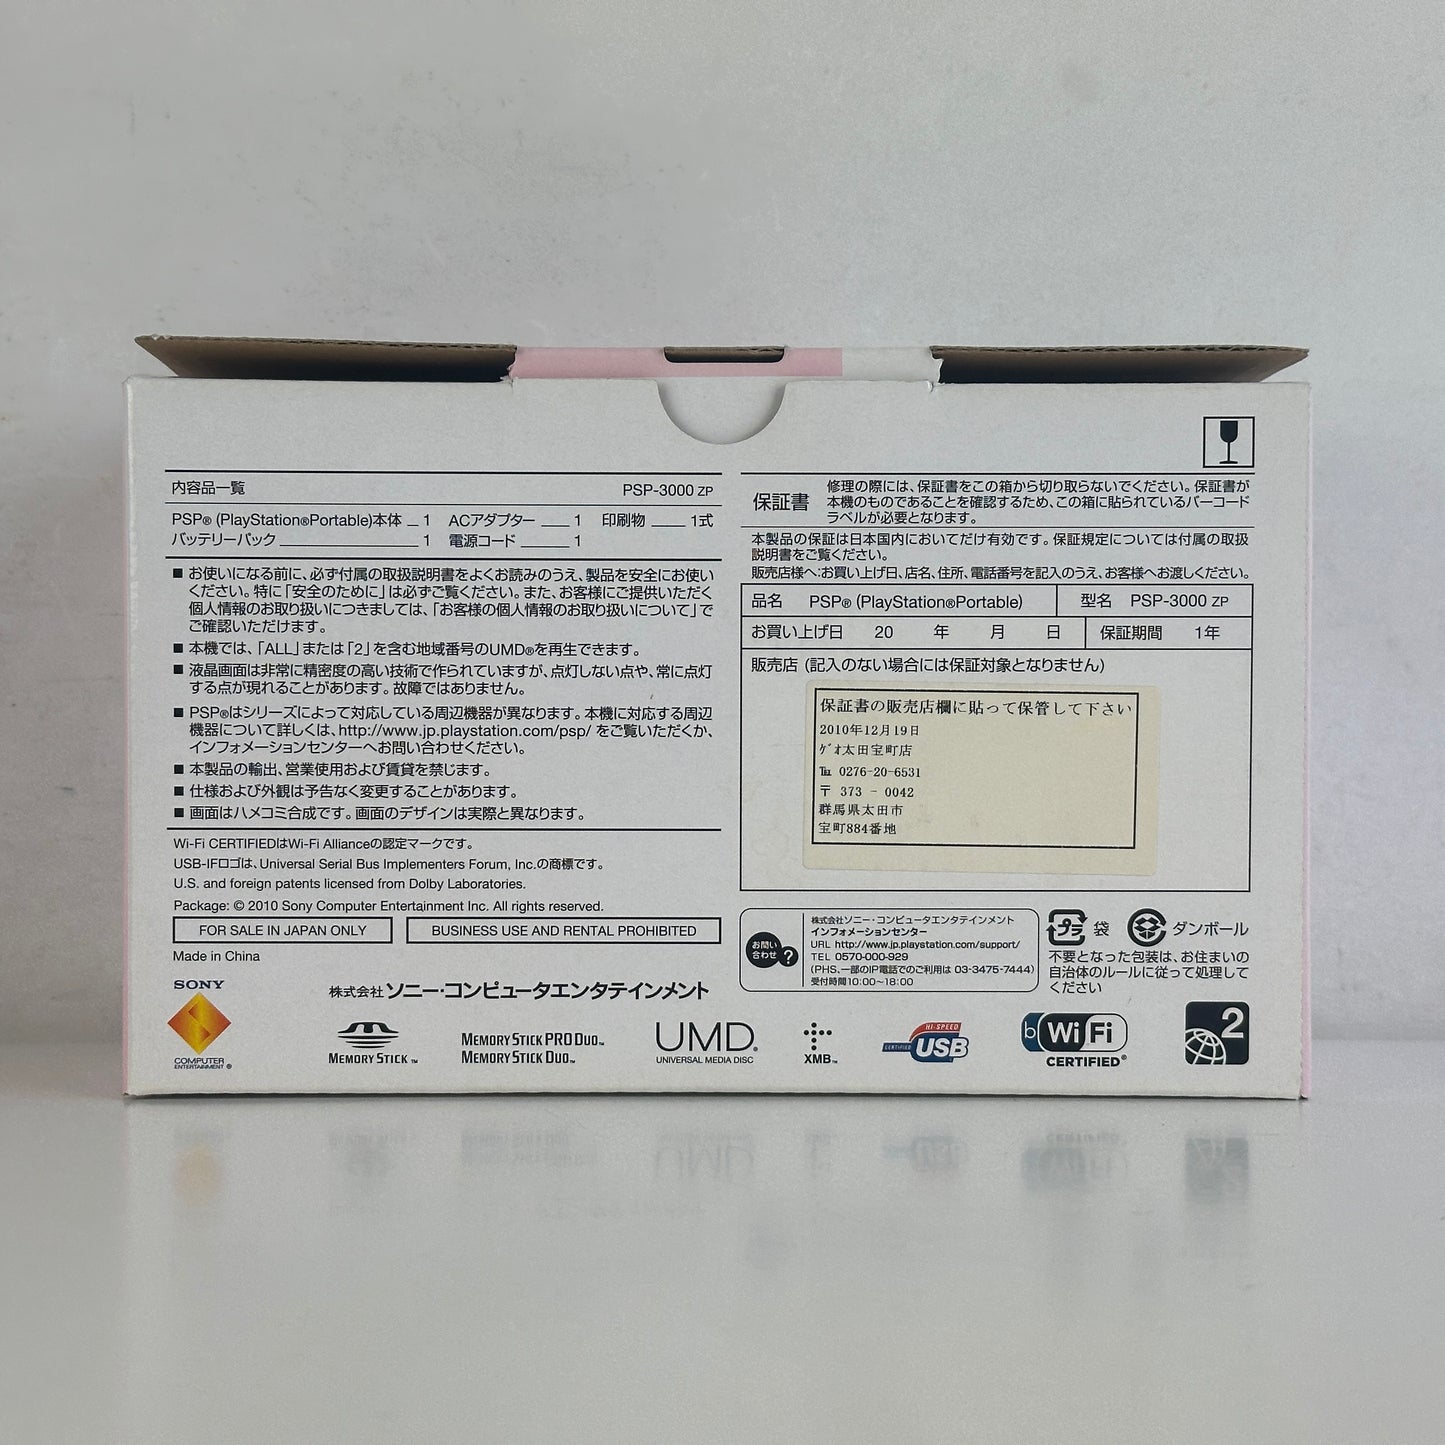 内容品一覧 PSP-3000 ZP
PSP® (PlayStation®Portable)本体 1 ACアダプター 1 印刷物 1式
バッテリーパック 1 電源コード 1
■ お使いになる前に、必ず付属の取扱説明書をよくお読みのうえ、製品を安全にお使い
ください。特に「安全のために」は必ずご覧ください。また、お客様にご提供いただく
個人情報のお取り扱いにつきましては、「お客様の個人情報のお取り扱いについて」で
ご確認いただけます。
■ 本機では、「ALL」または「2」を含む地域番号のUMD®を再生できます。
■ 液晶画面は非常に精密度の高い技術で作られていますが、点灯しない点や、常に点灯
する点が現れることがあります。故障ではありません。
■ PSP®はシリーズによって対応している周辺機器が異なります。本機に対応する周辺
機器について詳しくは、http://www.jp.playstation.com/psp/ をご覧いただくか、
インフォメーションセンターへお問い合わせください。
■ 本製品の輸出、営業使用および賃貸を禁じます。
■ 仕様および外観は予告なく変更することがあります。
■ 画面はハメコミ合成です。画面のデザインは実際と異なります。
Wi-Fi CERTIFIEDはWi-Fi Allianceの認定マークです。
USB-IFロゴは、Universal Serial Bus Implementers Forum, Inc.の商標です。
U.S. and foreign patents licensed from Dolby Laboratories.
Package: © 2010 Sony Computer Entertainment Inc. All rights reserved.
FOR SALE IN JAPAN ONLY
BUSINESS USE AND RENTAL PROHIBITED
Made in China
保証書
修理の際には、保証書をこの箱から切り取らないでください。保証書が
本機のものであることを確認するため、この箱に貼られているバーコード
ラベルが必要となります。
本製品の保証は日本国内においてだけ有効です。保証規定については付属の取扱
説明書をご覧ください。
販売店様へ:お買い上げ日、店名、住所、電話番号を記入のうえ、お客様へお渡しください。
品名 PSP® (PlayStation®Portable) 型名 PSP-3000 ZP
お買い上げ日 20 年 月 日 保証期間 1年
販売店 (記入のない場合には保証対象となりません)
保証書の販売店欄に貼って保管して下さい
2010年12月19日
ｹﾞｵ太田宝町店
℡ 0276-20-6531
〒 373 - 0042
群馬県太田市
宝町884番地
お問い
合わせ ?
株式会社ソニー・コンピュータエンタテインメント
インフォメーションセンター
URL http://www.jp.playstation.com/support/
TEL 0570-000-929
(PHS、一部のIP電話でのご利用は 03-3475-7444)
受付時間10:00〜18:00
プラ 袋 ダンボール
不要となった包装は、お住まいの
自治体のルールに従って処理して
ください
SONY
COMPUTER
ENTERTAINMENT ®
株式会社 ソニー・コンピュータエンタテインメント
MEMORY STICK ™
MEMORY STICK PRO DUO™
MEMORY STICK DUO™
UMD®
UNIVERSAL MEDIA DISC
XMB™
HI-SPEED
CERTIFIED USB
b Wi Fi
CERTIFIED®
2